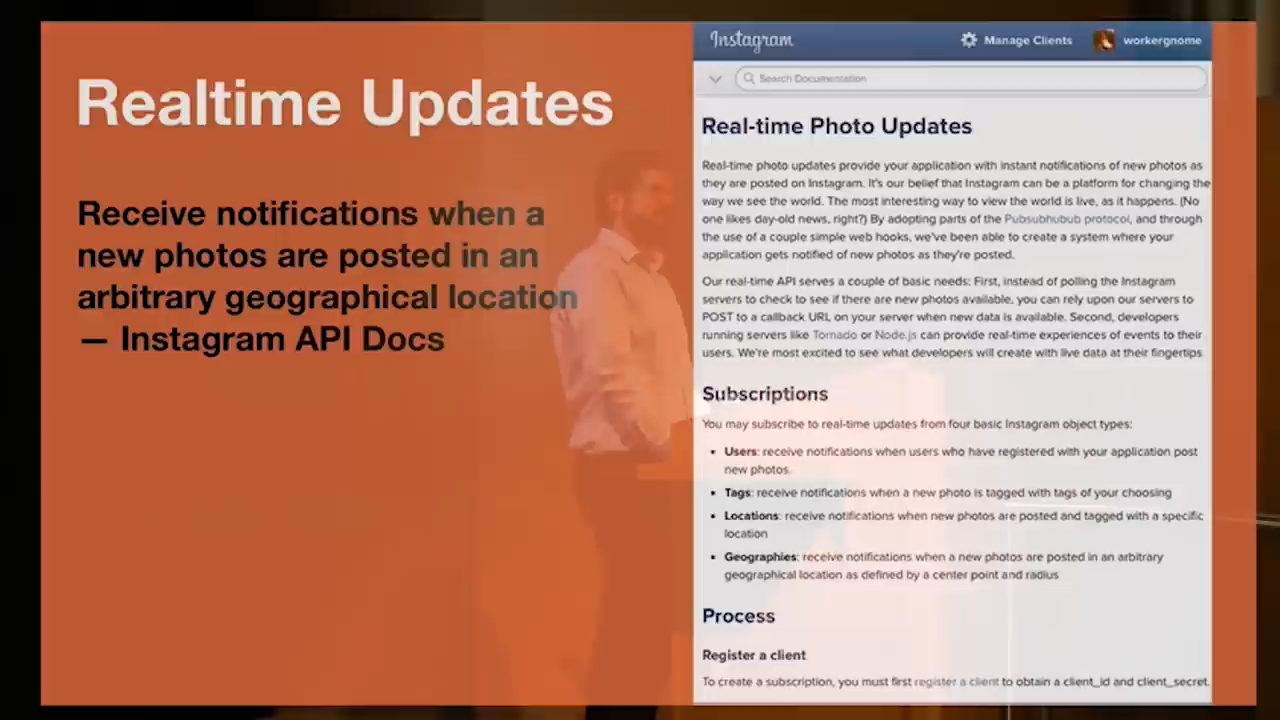 Realtime Updates
Receive notifications when a
new photos are posted in an
arbitrary geographical location
— Instagram API Docs
Instagram
Manage Clients
workergnome
Search Documentation
Real-time Photo Updates
Real-time photo updates provide your application with instant notifications of new photos as
they are posted on Instagram. It's our belief that Instagram can be a platform for changing the
way we see the world. The most interesting way to view the world is live, as it happens. (No
one likes day-old news, right?) By adopting parts of the Pubsubhubub protocol, and through
the use of a couple simple web hooks, we've been able to create a system where your
application gets notified of new photos as they're posted.
Our real-time API serves a couple of basic needs: First, instead of polling the Instagram
servers to check to see if there are new photos available, you can rely upon our servers to
POST to a callback URL on your server when new data is available. Second, developers
running servers like Tornado or Node.js can provide real-time experiences of events to their
users. We're most excited to see what developers will create with live data at their fingertips.
Subscriptions
You may subscribe to real-time updates from four basic Instagram object types:
• Users: receive notifications when users who have registered with your application post
new photos.
• Tags: receive notifications when a new photo is tagged with tags of your choosing
• Locations: receive notifications when new photos are posted and tagged with a specific
location
• Geographies: receive notifications when a new photos are posted in an arbitrary
geographical location as defined by a center point and radius
Process
Register a client
To create a subscription, you must first register a client to obtain a client_id and client_secret.